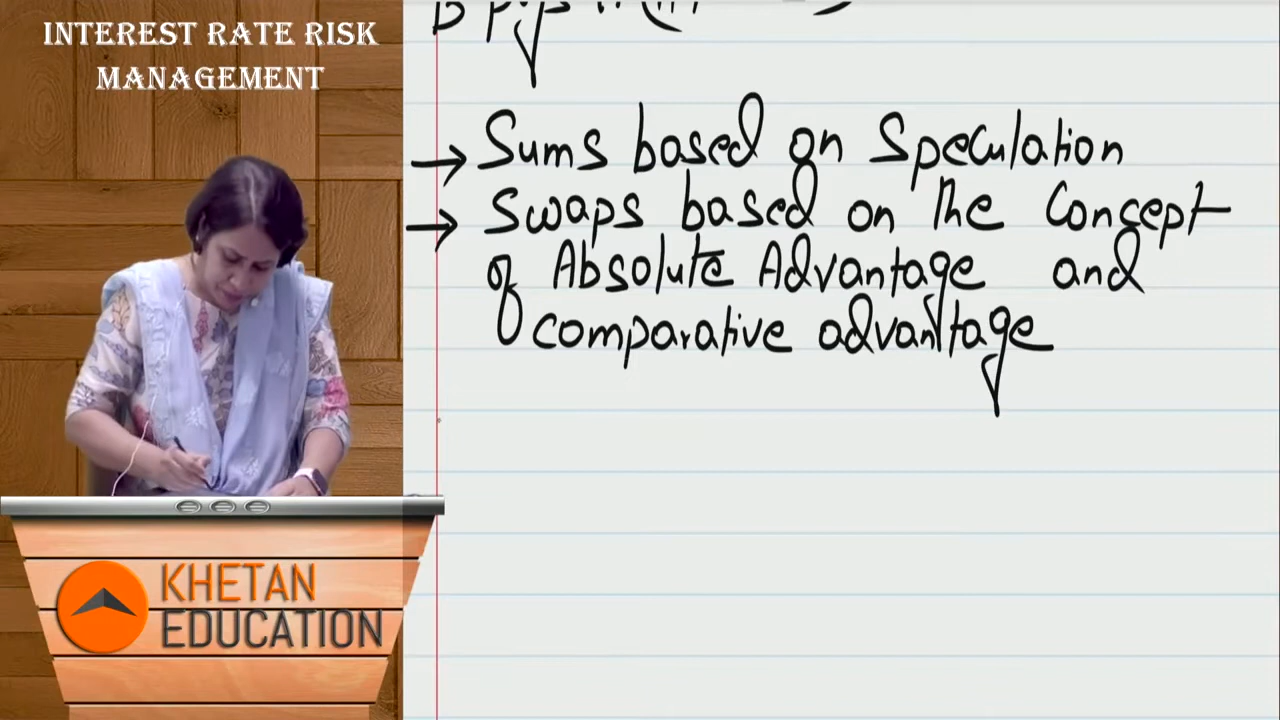 INTEREST RATE RISK
MANAGEMENT
→ Sums based on Speculation
→ Swaps based on the Concept
of Absolute Advantage and
comparative advantage
KHETAN
EDUCATION